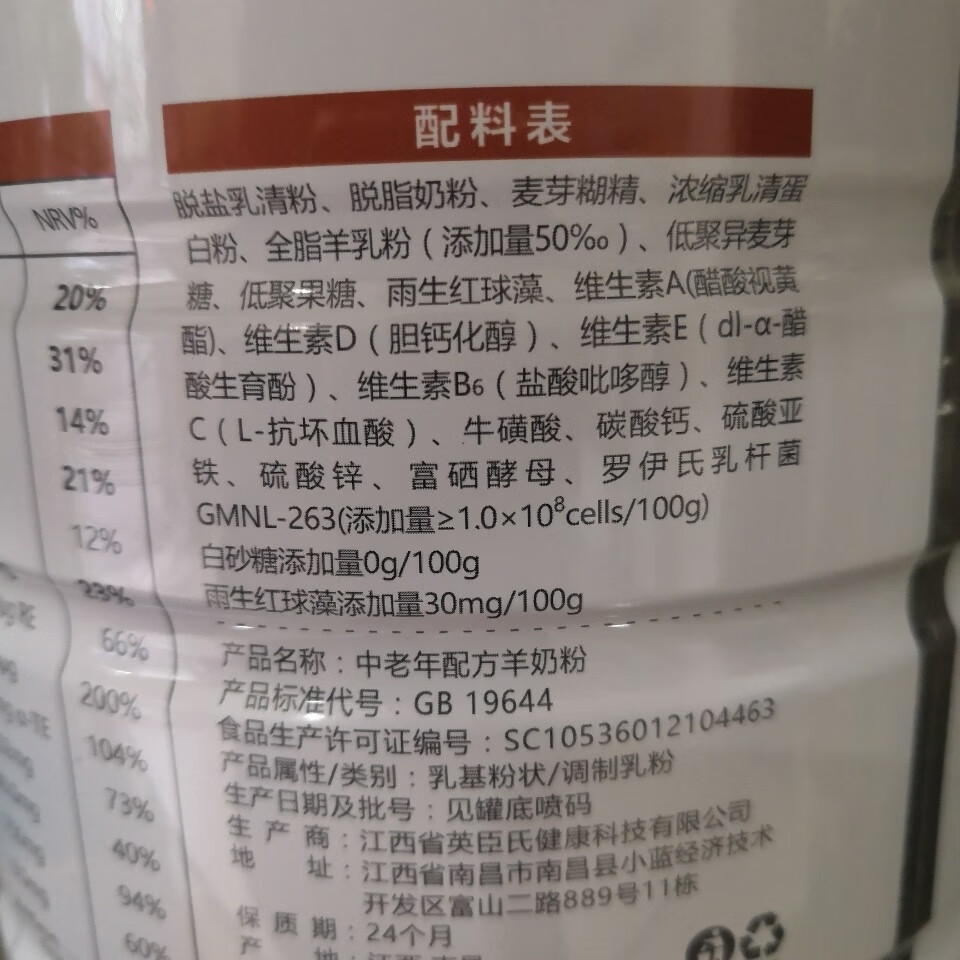 配料表
脱盐乳清粉、脱脂奶粉、麦芽糊精、浓缩乳清蛋
白粉、全脂羊乳粉（添加量50‰）、低聚异麦芽
糖、低聚果糖、雨生红球藻、维生素A(醋酸视黄
酯)、维生素D（胆钙化醇）、维生素E（dl-α-醋
酸生育酚）、维生素B₆（盐酸吡哆醇）、维生素
C（L-抗坏血酸）、牛磺酸、碳酸钙、硫酸亚
铁、硫酸锌、富硒酵母、罗伊氏乳杆菌
GMNL-263(添加量≥1.0×10⁸cells/100g)
白砂糖添加量0g/100g
雨生红球藻添加量30mg/100g
产品名称：中老年配方羊奶粉
产品标准代号：GB 19644
食品生产许可证编号：SC10536012104463
产品属性/类别：乳基粉状/调制乳粉
生产日期及批号：见罐底喷码
生产商：江西省英臣氏健康科技有限公司
地址：江西省南昌市南昌县小蓝经济技术
开发区富山二路889号11栋
保质期：24个月
产地：江西
NRV%
20%
31%
14%
21%
12%
23%
66%
200%
104%
73%
40%
94%
60%